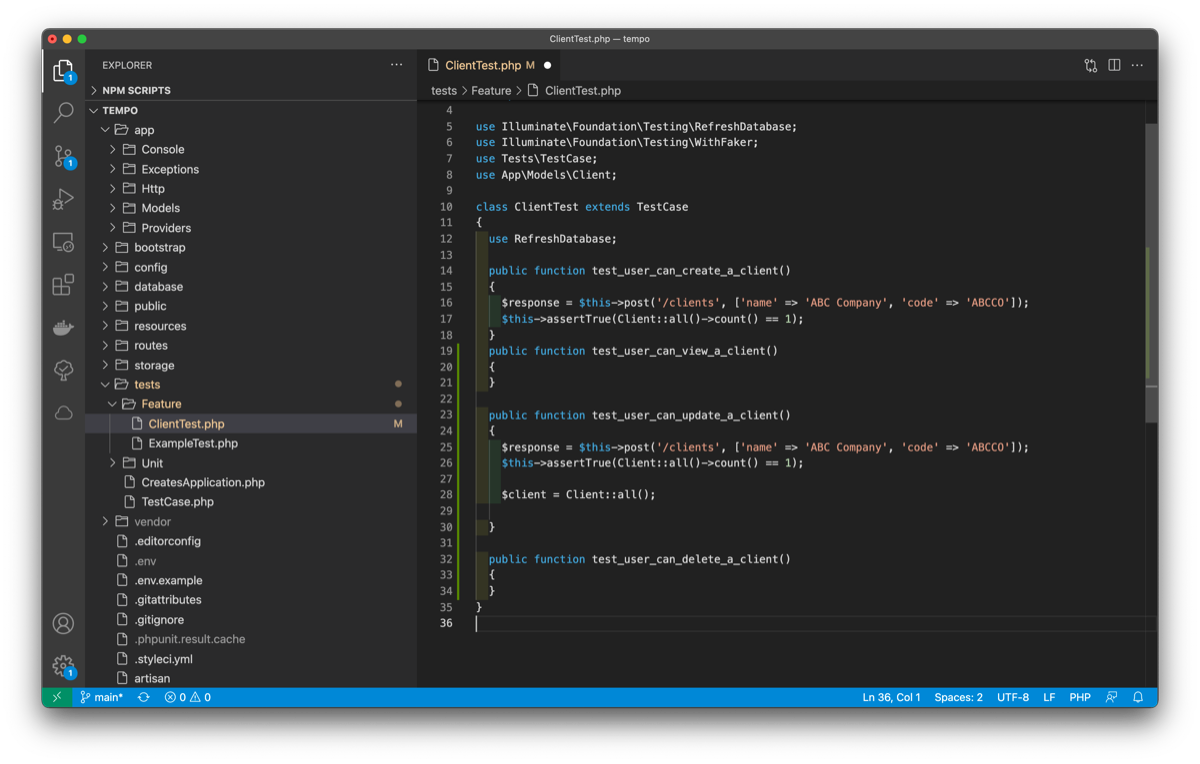 ClientTest.php — tempo
EXPLORER
NPM SCRIPTS
TEMPO
app
Console
Exceptions
Http
Models
Providers
bootstrap
config
database
public
resources
routes
storage
tests
Feature
ClientTest.php M
ExampleTest.php
Unit
CreatesApplication.php
TestCase.php
vendor
.editorconfig
.env
.env.example
.gitattributes
.gitignore
.phpunit.result.cache
.styleci.yml
artisan
1
1
1
ClientTest.php M
tests > Feature > ClientTest.php
4
5 use Illuminate\Foundation\Testing\RefreshDatabase;
6 use Illuminate\Foundation\Testing\WithFaker;
7 use Tests\TestCase;
8 use App\Models\Client;
9
10 class ClientTest extends TestCase
11 {
12 use RefreshDatabase;
13
14 public function test_user_can_create_a_client()
15 {
16 $response = $this->post('/clients', ['name' => 'ABC Company', 'code' => 'ABCCO']);
17 $this->assertTrue(Client::all()->count() == 1);
18 }
19 public function test_user_can_view_a_client()
20 {
21 }
22
23 public function test_user_can_update_a_client()
24 {
25 $response = $this->post('/clients', ['name' => 'ABC Company', 'code' => 'ABCCO']);
26 $this->assertTrue(Client::all()->count() == 1);
27
28 $client = Client::all();
29
30 }
31
32 public function test_user_can_delete_a_client()
33 {
34 }
35 }
36
main* 0 0 Ln 36, Col 1 Spaces: 2 UTF-8 LF PHP